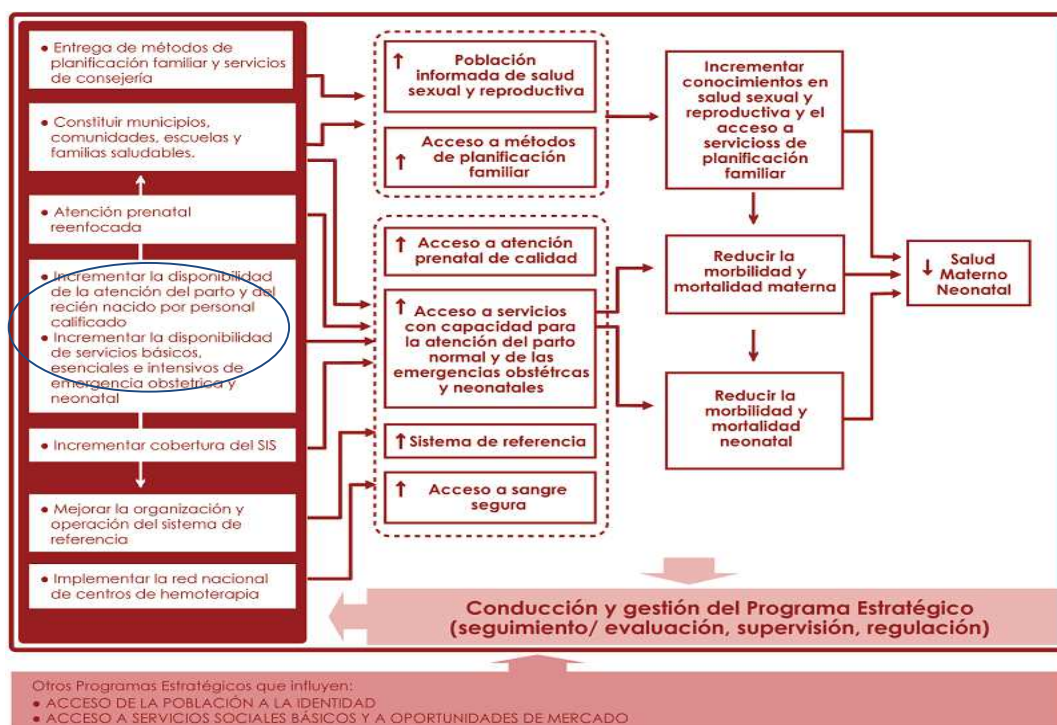 ● Entrega de métodos de
planificación familiar y servicios
de consejería
● Constituir municipios,
comunidades, escuelas y
familias saludables.
● Atención prenatal
reenfocada
● Incrementar la disponibilidad
de la atención del parto y del
recién nacido por personal
calificado
● Incrementar la disponibilidad
de servicios básicos,
esenciales e intensivos de
emergencia obstétrica y
neonatal
● Incrementar cobertura del SIS
● Mejorar la organización y
operación del sistema de
referencia
● Implementar la red nacional
de centros de hemoterapia
↑ Población
informada de salud
sexual y reproductiva
↑ Acceso a métodos
de planificación
familiar
↑ Acceso a atención
prenatal de calidad
↑ Acceso a servicios
con capacidad para
la atención del parto
normal y de las
emergencias obstétrcas
y neonatales
↑ Sistema de referencia
↑ Acceso a sangre
segura
Incrementar
conocimientos en
salud sexual y
reproductiva y el
acceso a
servicioss de
planificación
familiar
Reducir la
morbilidad y
mortalidad materna
Reducir la
morbilidad y
mortalidad
neonatal
↓ Salud
Materno
Neonatal
Conducción y gestión del Programa Estratégico
(seguimiento/ evaluación, supervisión, regulación)
Otros Programas Estratégicos que influyen:
● ACCESO DE LA POBLACIÓN A LA IDENTIDAD
● ACCESO A SERVICIOS SOCIALES BÁSICOS Y A OPORTUNIDADES DE MERCADO